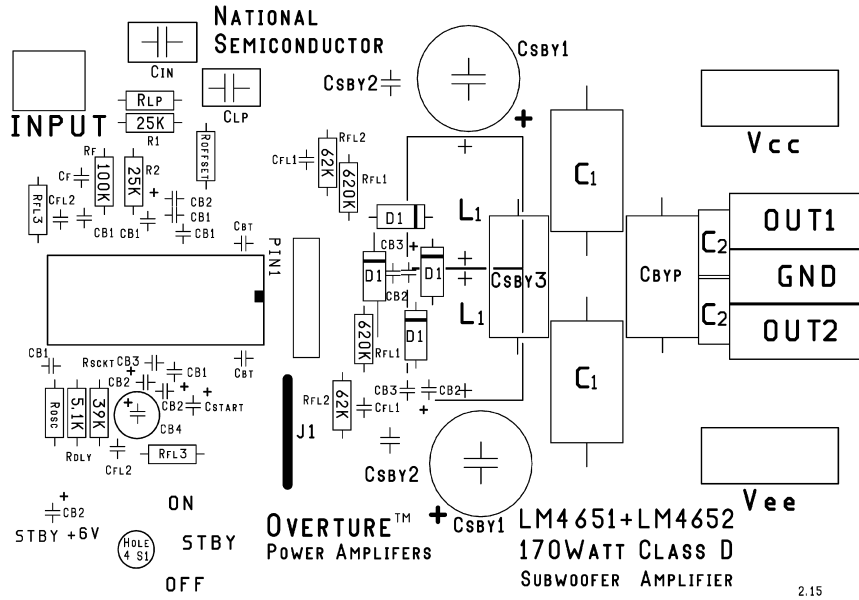 NATIONAL
SEMICONDUCTOR
CIN
CLP
RLP
25K
R1
INPUT
ROFFSET
CSBY1
CSBY2
+
Vcc
RFL2
62K
CFL1
620K
RFL1
RF
100K
25K
R2
CF
RFL3
CFL2
CB1
CB1
+
CB2
CB1
CB1
CBT
PIN1
D1
L1
C1
CB3
+
D1
CB2
D1
+
+
CSBY3
CBYP
C2
OUT1
GND
C2
OUT2
L1
D1
620K
RFL1
C1
CB1
RSCKT
CB3
CB1
CBT
+
CB2
+
CB2
+
CSTART
ROSC
5.1K
39K
+
CB4
RDLY
CFL2
RFL3
J1
RFL2
62K
CFL1
CB3
CB2
+
+
CSBY2
+
CSBY1
Vee
+
CB2
STBY +6V
ON
HOLE
4 S1
STBY
OFF
OVERTURE™
POWER AMPLIFERS
LM4651+LM4652
170WATT CLASS D
SUBWOOFER AMPLIFIER
2.15